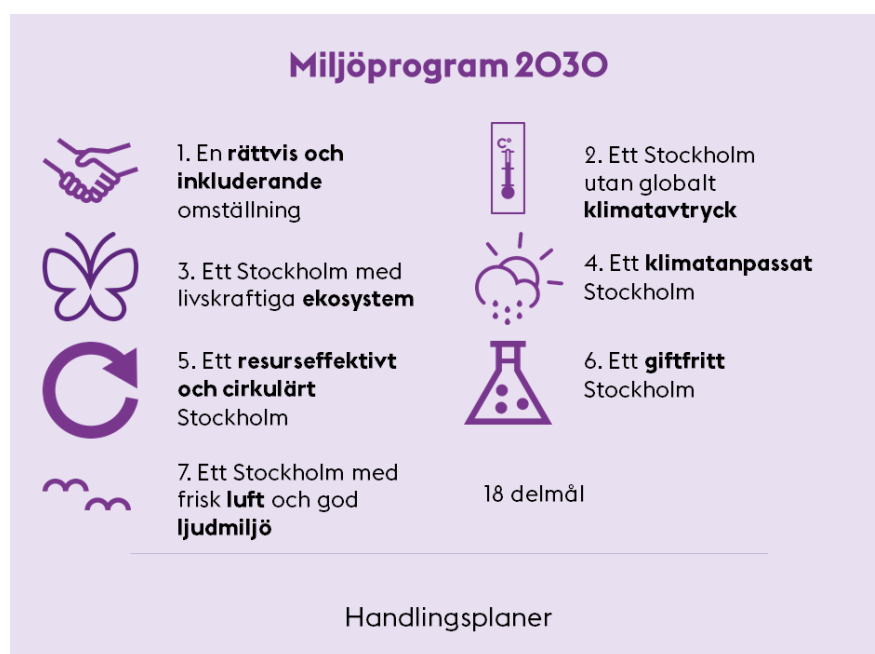 Miljöprogram 2030
1. En rättvis och
inkluderande
omställning
C°
2. Ett Stockholm
utan globalt
klimatavtryck
3. Ett Stockholm med
livskraftiga ekosystem
4. Ett klimatanpassat
Stockholm
5. Ett resurseffektivt
och cirkulärt
Stockholm
6. Ett giftfritt
Stockholm
7. Ett Stockholm med
frisk luft och god
ljudmiljö
18 delmål
Handlingsplaner